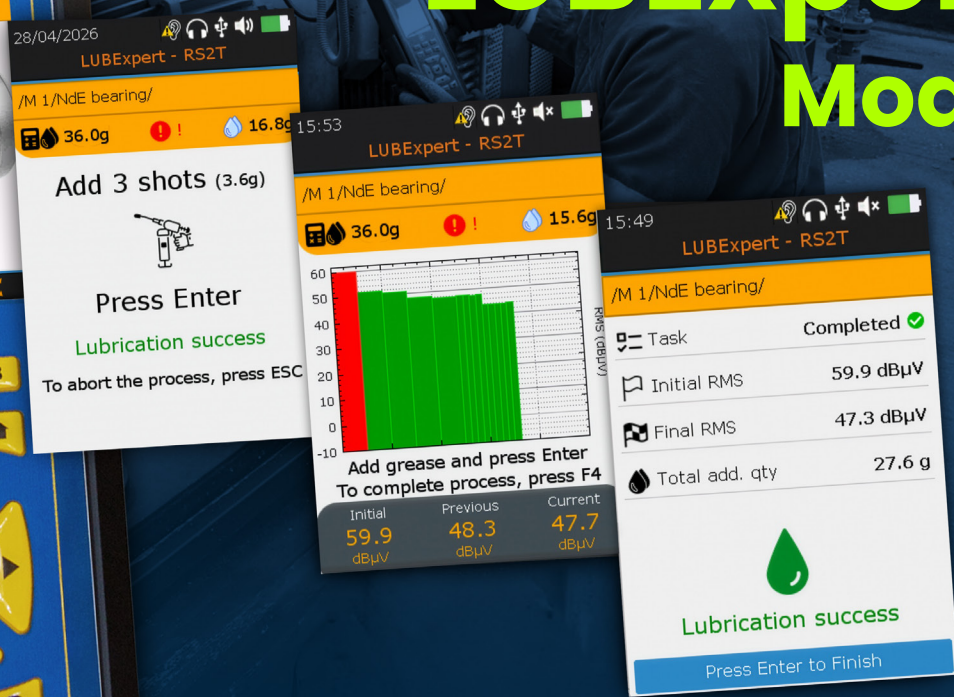 Mod
28/04/2026
LUBExpert - RS2T
/M 1/NdE bearing/
36.0g ! ! 16.8g
Add 3 shots (3.6g)
Press Enter
Lubrication success
To abort the process, press ESC
15:53
LUBExpert - RS2T
/M 1/NdE bearing/
36.0g ! ! 15.6g
60
50
40
30
20
10
0
-10
RMS (dBµV)
Add grease and press Enter
To complete process, press F4
Initial Previous Current
59.9 48.3 47.7
dBµV dBµV dBµV
15:49
LUBExpert - RS2T
/M 1/NdE bearing/
Task Completed
Initial RMS 59.9 dBµV
Final RMS 47.3 dBµV
Total add. qty 27.6 g
Lubrication success
Press Enter to Finish